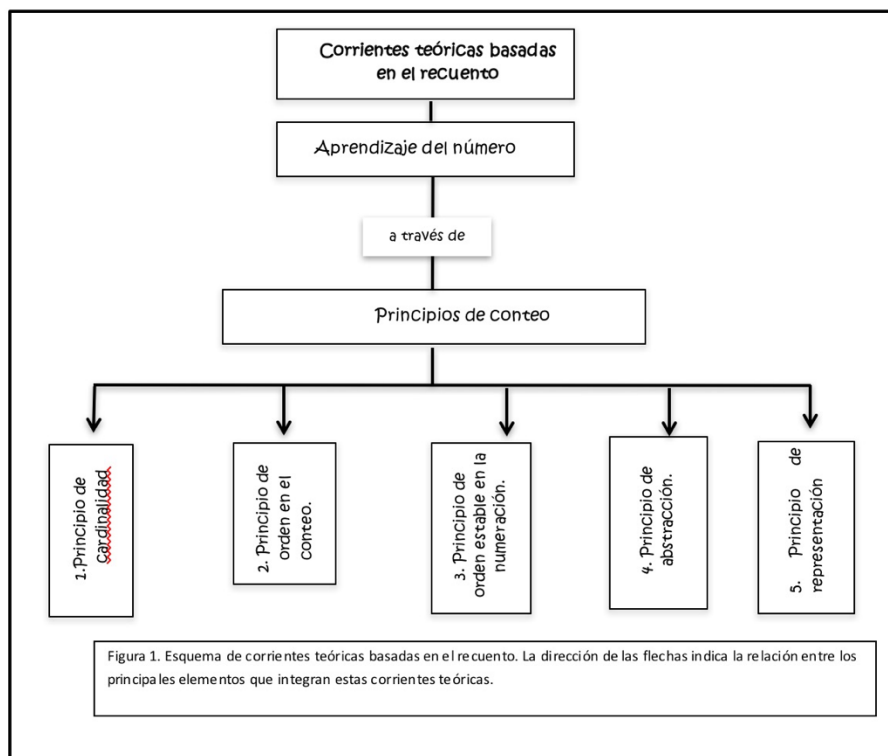 Corrientes teóricas basadas
en el recuento
Aprendizaje del número
a través de
Principios de conteo
1.Principio de
cardinalidad
2. Principio de
orden en el
conteo.
3. Principio de
orden estable en la
numeración.
4. Principio de
abstracción.
5. Principio de
representación
Figura 1. Esquema de corrientes teóricas basadas en el recuento. La dirección de las flechas indica la relación entre los
principales elementos que integran estas corrientes teóricas.